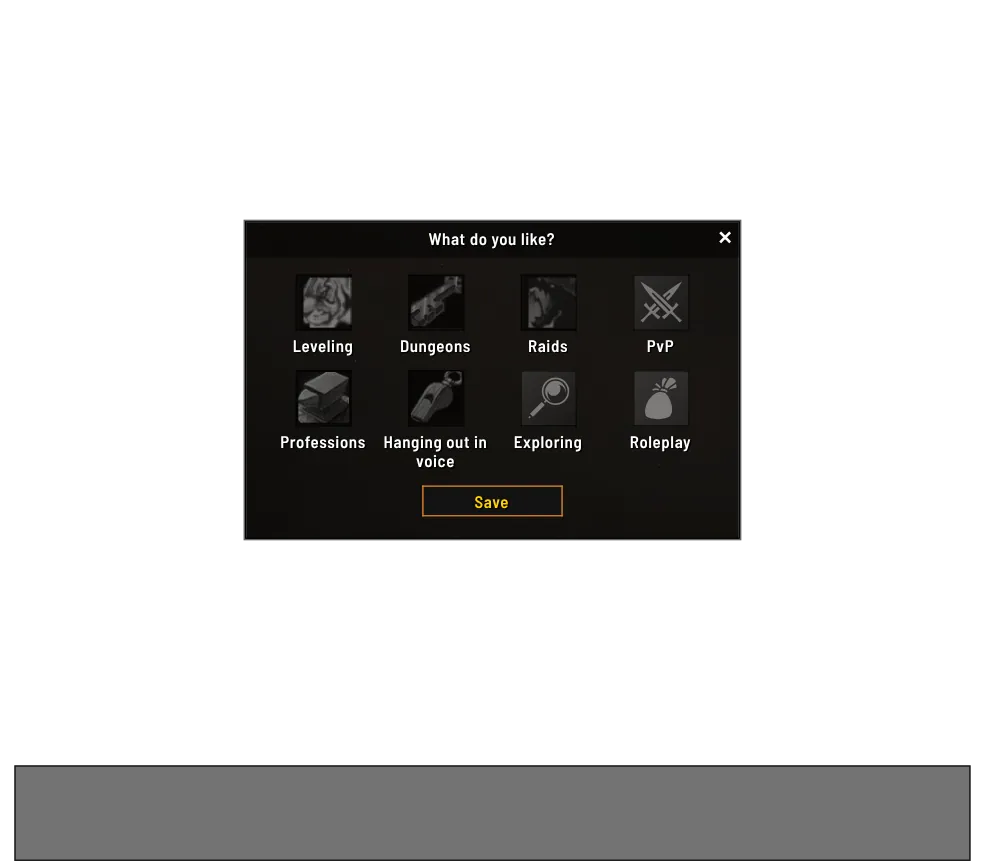 What do you like?
Leveling Dungeons Raids PvP
Professions Hanging out in Exploring Roleplay
voice
Save